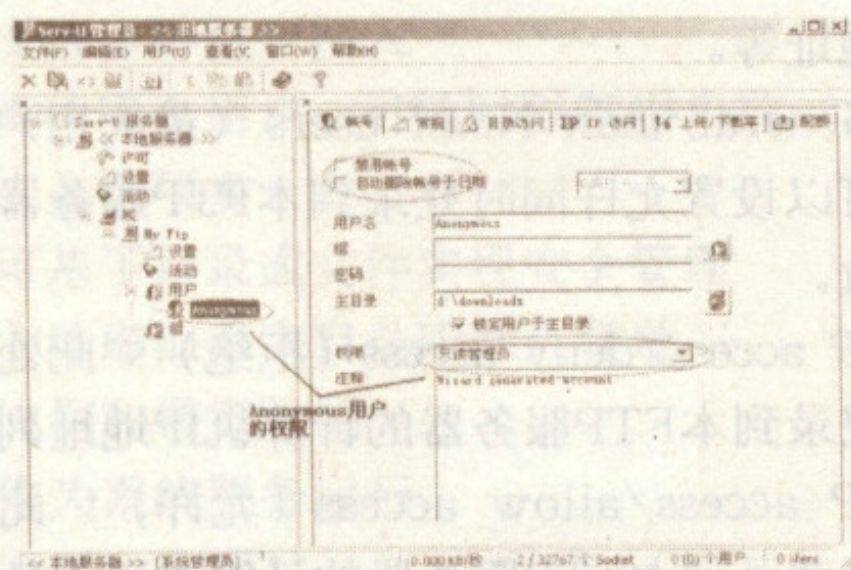 Serv-U 管理员 - << 本地服务器 >>
文件(F) 编辑(E) 用户(U) 查看(V) 窗口(W) 帮助(H)
Serv-U 服务器
<< 本地服务器 >>
许可
设置
活动
域
My Ftp
设置
活动
用户
Anonymous
组
帐号 常规 目录访问 IP IP 访问 上传/下载率 配额
禁用帐号
自动删除帐号于日期
用户名 Anonymous
组
密码
主目录 d:\downloads
锁定用户于主目录
权限 只读管理员
注释 Wizard generated account
Anonymous用户
的权限
<< 本地服务器 >> (系统管理员) 0.000 KB/秒 2 / 32767 个 Socket 0 (0) 个用户 0 xfers